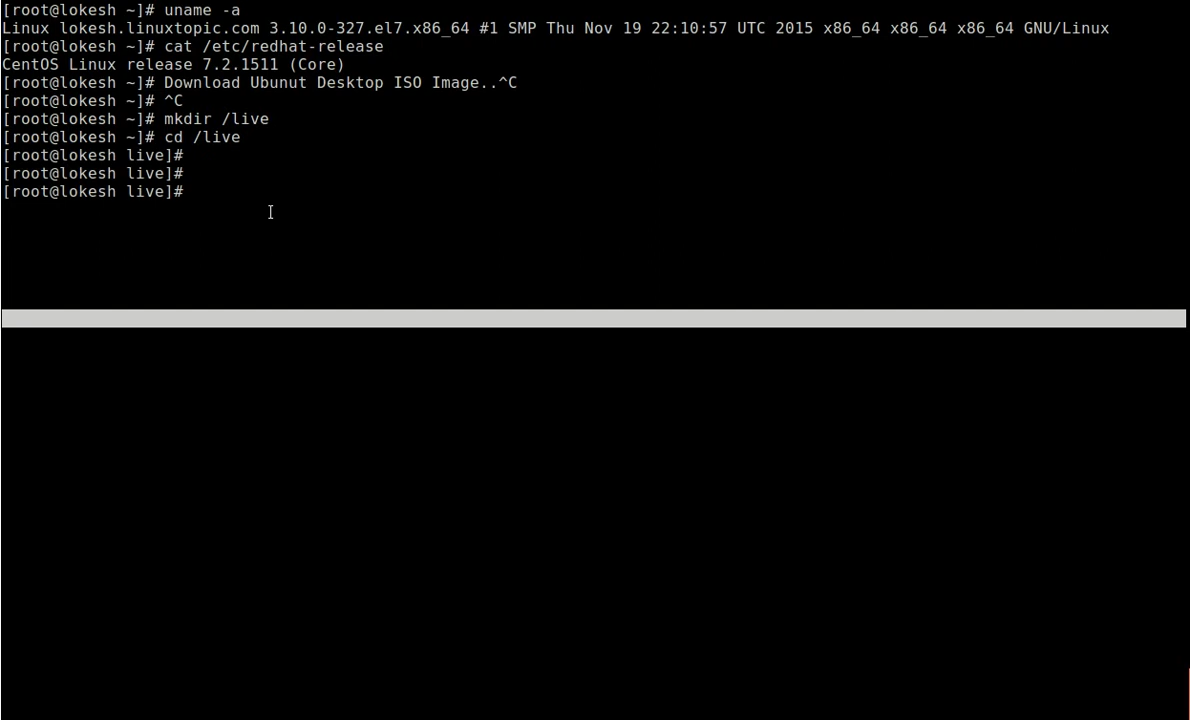 [root@lokesh ~]# uname -a
Linux lokesh.linuxtopic.com 3.10.0-327.el7.x86_64 #1 SMP Thu Nov 19 22:10:57 UTC 2015 x86_64 x86_64 x86_64 GNU/Linux
[root@lokesh ~]# cat /etc/redhat-release
CentOS Linux release 7.2.1511 (Core)
[root@lokesh ~]# Download Ubunut Desktop ISO Image..^C
[root@lokesh ~]# ^C
[root@lokesh ~]# mkdir /live
[root@lokesh ~]# cd /live
[root@lokesh live]#
[root@lokesh live]#
[root@lokesh live]#